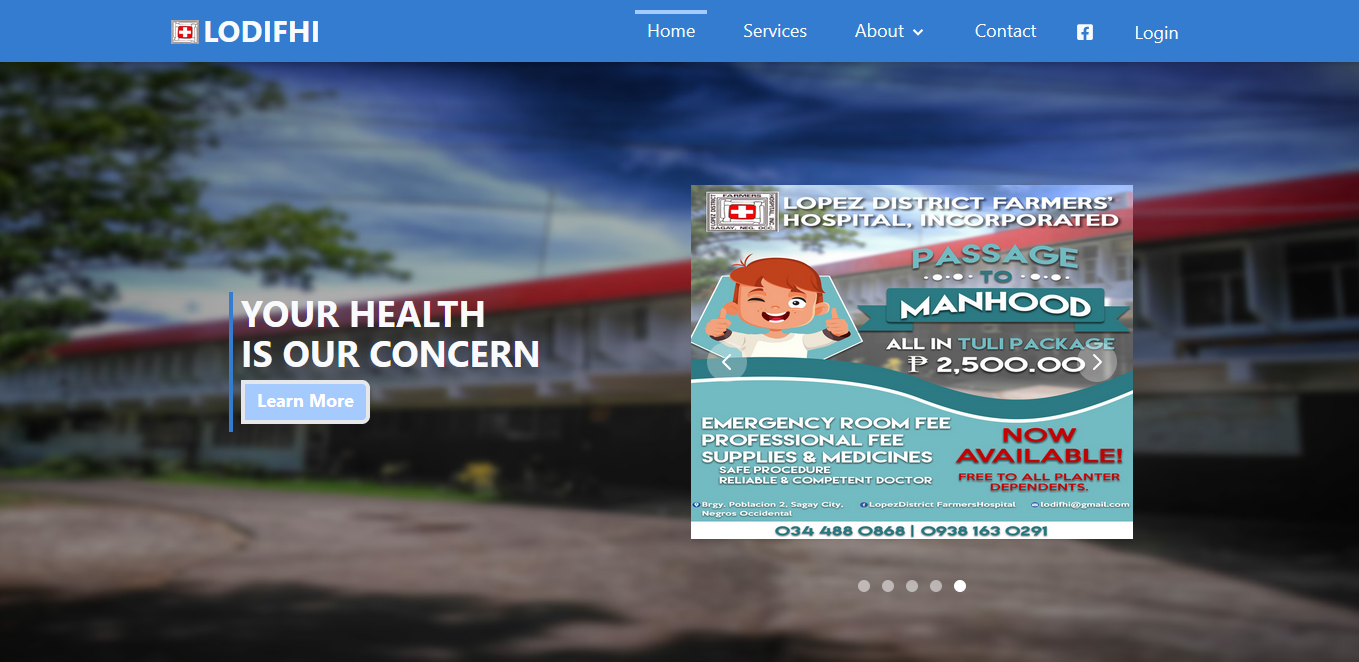 LODIFHI
Home
Services
About
Contact
Login
YOUR HEALTH
IS OUR CONCERN
Learn More
FARMERS
HOSPITAL INC.
SAGAY, NEG. OCC.
LOPEZ DISTRICT FARMERS'
HOSPITAL, INCORPORATED
PASSAGE
TO
MANHOOD
ALL IN TULI PACKAGE
₱ 2,500.00
EMERGENCY ROOM FEE
PROFESSIONAL FEE
SUPPLIES & MEDICINES
SAFE PROCEDURE
RELIABLE & COMPETENT DOCTOR
NOW
AVAILABLE!
FREE TO ALL PLANTER
DEPENDENTS.
Brgy. Poblacion 2, Sagay City,
Negros Occidental
LopezDistrict FarmersHospital
lodifhi@gmail.com
034 488 0868 | 0938 163 0291